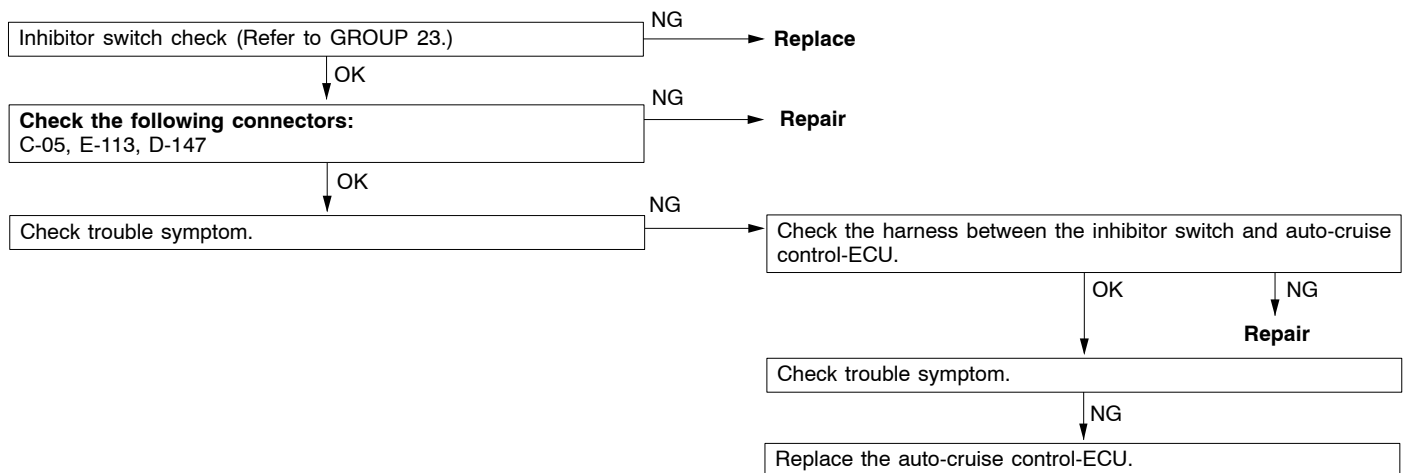 Inhibitor switch check (Refer to GROUP 23.)
NG
Replace
OK
Check the following connectors:
C-05, E-113, D-147
NG
Repair
OK
Check trouble symptom.
NG
Check the harness between the inhibitor switch and auto-cruise
control-ECU.
OK
NG
Repair
Check trouble symptom.
NG
Replace the auto-cruise control-ECU.